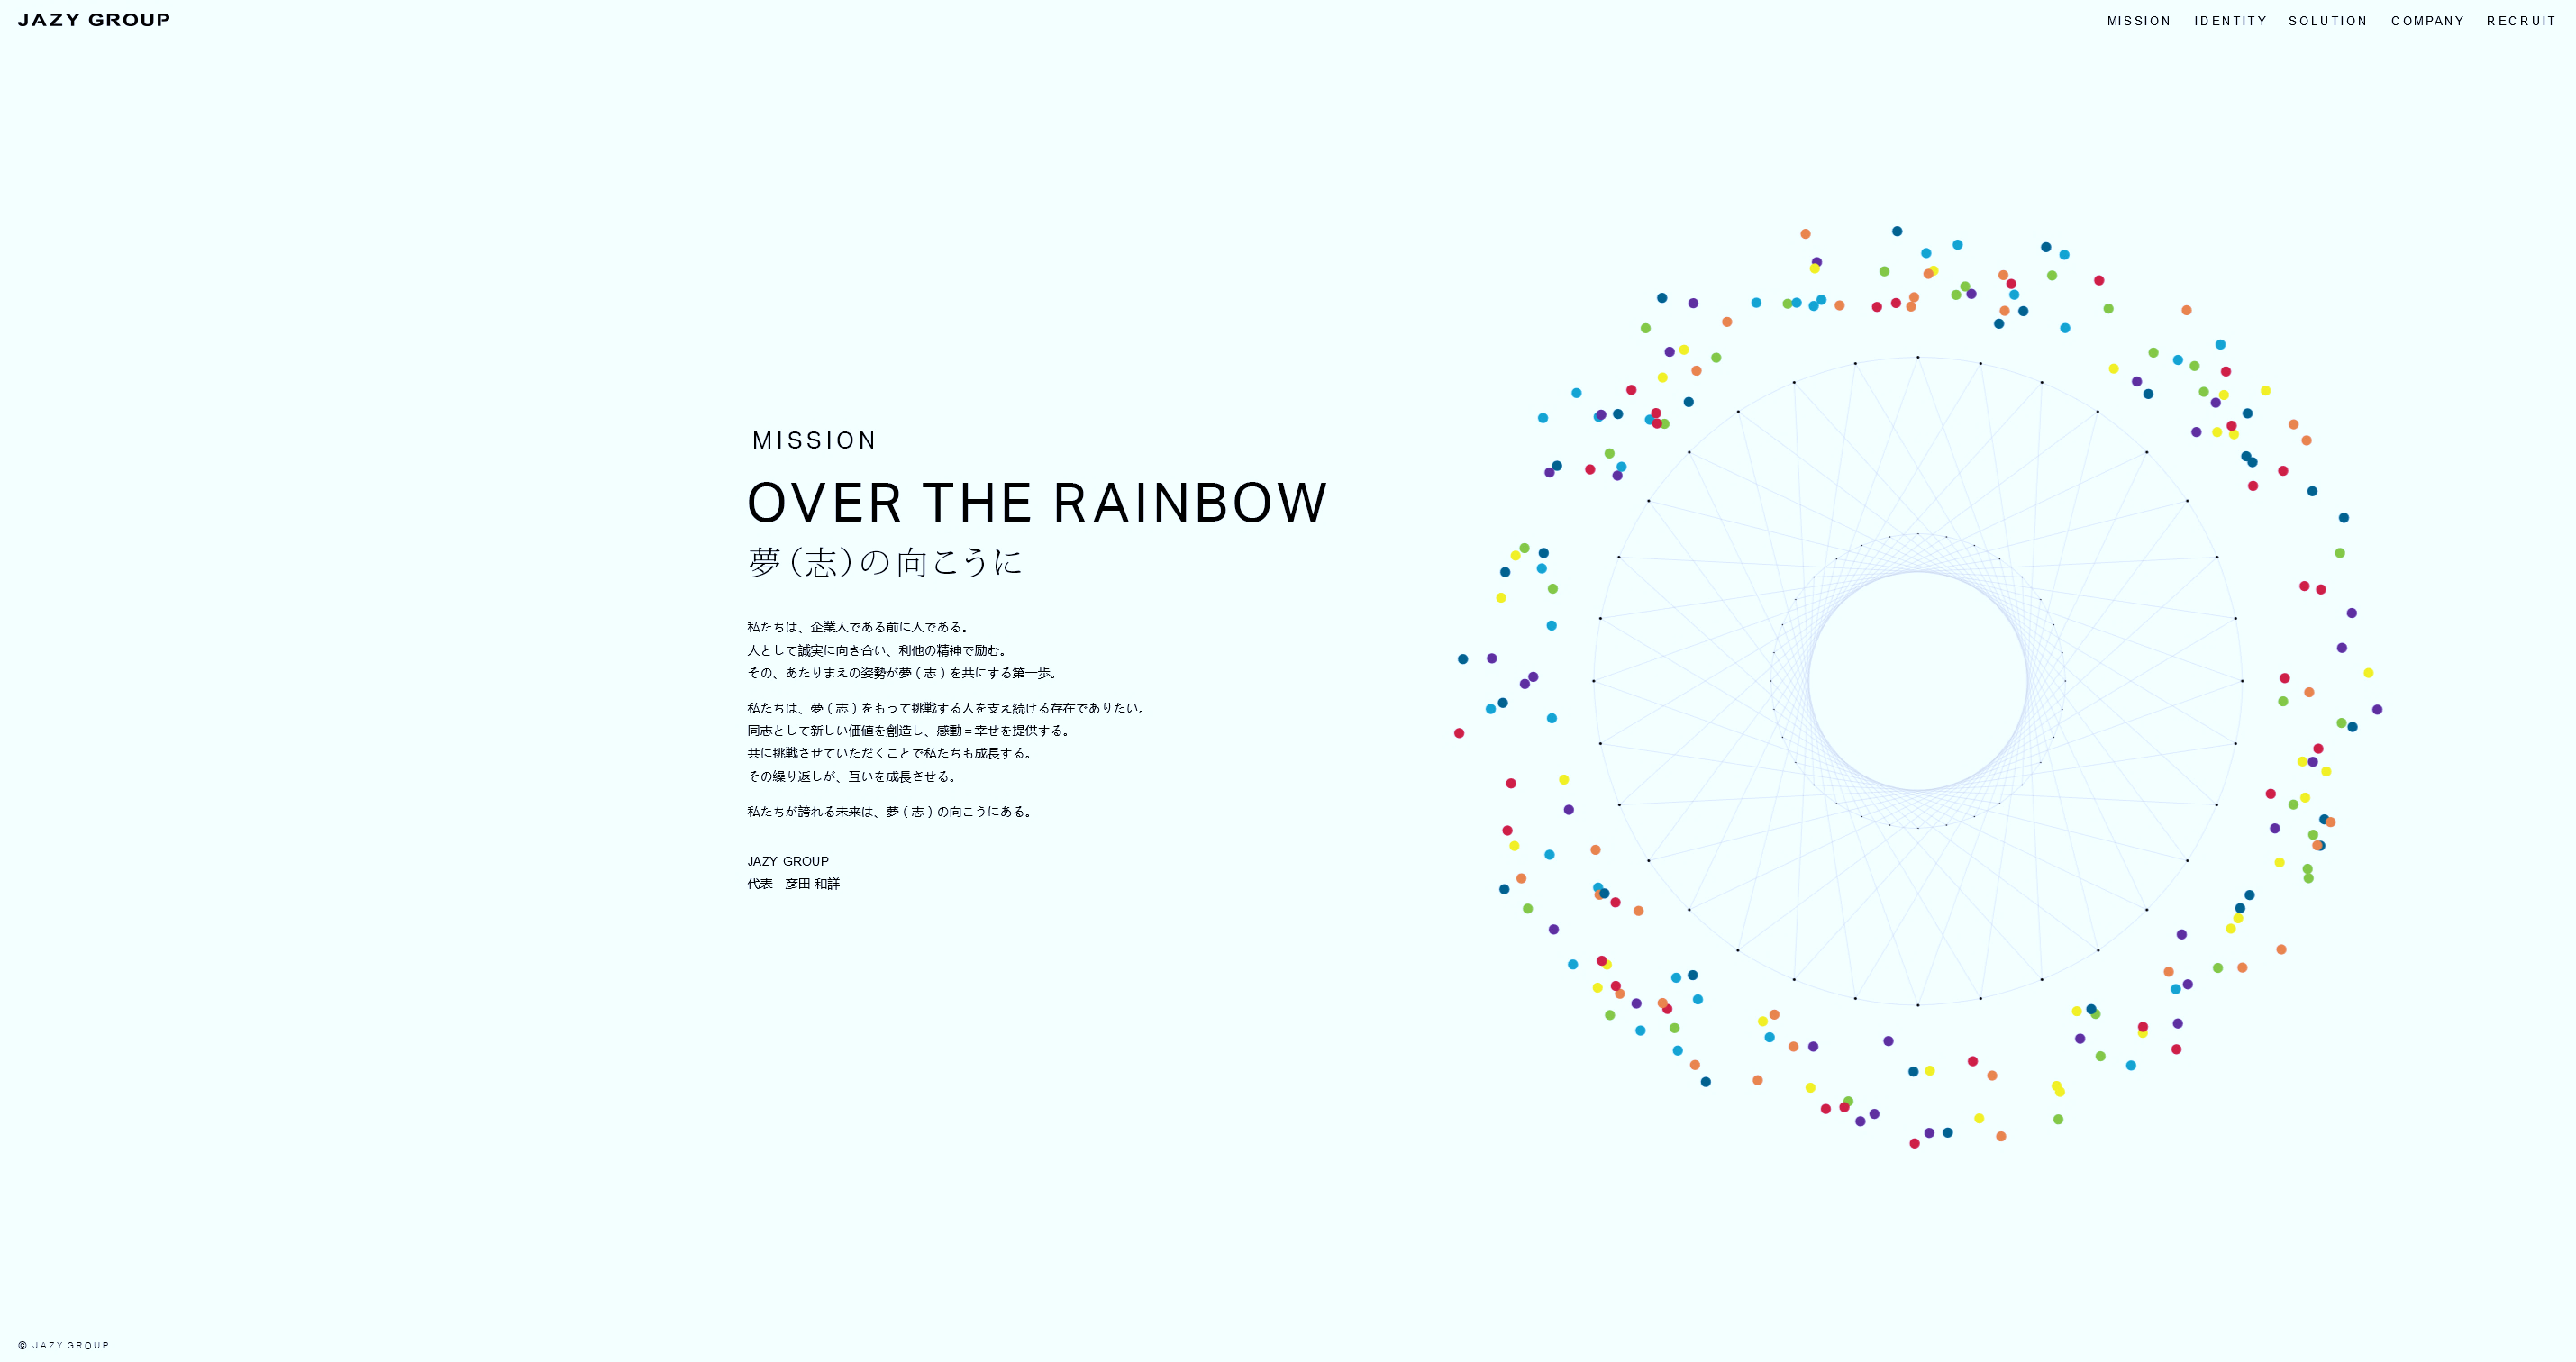 JAZY GROUP
MISSION IDENTITY SOLUTION COMPANY RECRUIT
MISSION
OVER THE RAINBOW
夢（志）の向こうに
私たちは、企業人である前に人である。
人として誠実に向き合い、利他の精神で励む。
その、あたりまえの姿勢が夢（志）を共にする第一歩。
私たちは、夢（志）をもって挑戦する人を支え続ける存在でありたい。
同志として新しい価値を創造し、感動＝幸せを提供する。
共に挑戦させていただくことで私たちも成長する。
その繰り返しが、互いを成長させる。
私たちが誇れる未来は、夢（志）の向こうにある。
JAZY GROUP
代表　彦田 和詳
© JAZY GROUP